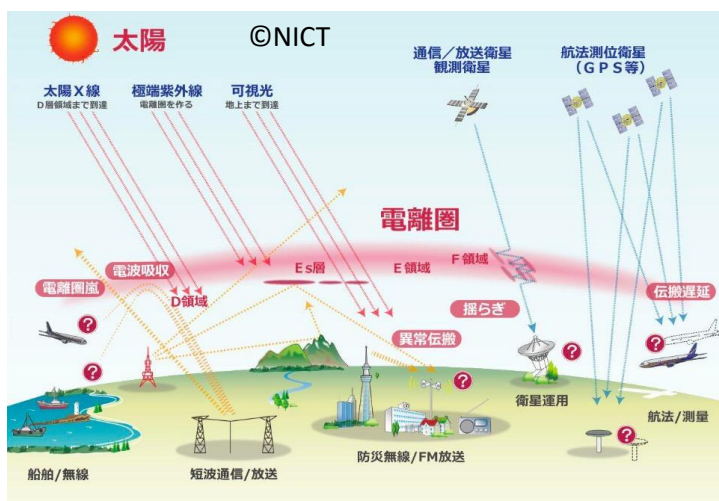 太陽
©NICT
通信／放送衛星
観測衛星
航法測位衛星
（ＧＰＳ等）
太陽Ｘ線
Ｄ層領域まで到達
極端紫外線
電離圏を作る
可視光
地上まで到達
電離圏
電離圏嵐
電波吸収
D領域
Ｅｓ層
Ｅ領域
Ｆ領域
揺らぎ
伝搬遅延
異常伝搬
?
?
?
?
?
?
衛星運用
航法/測量
船舶/無線
短波通信/放送
防災無線/FM放送